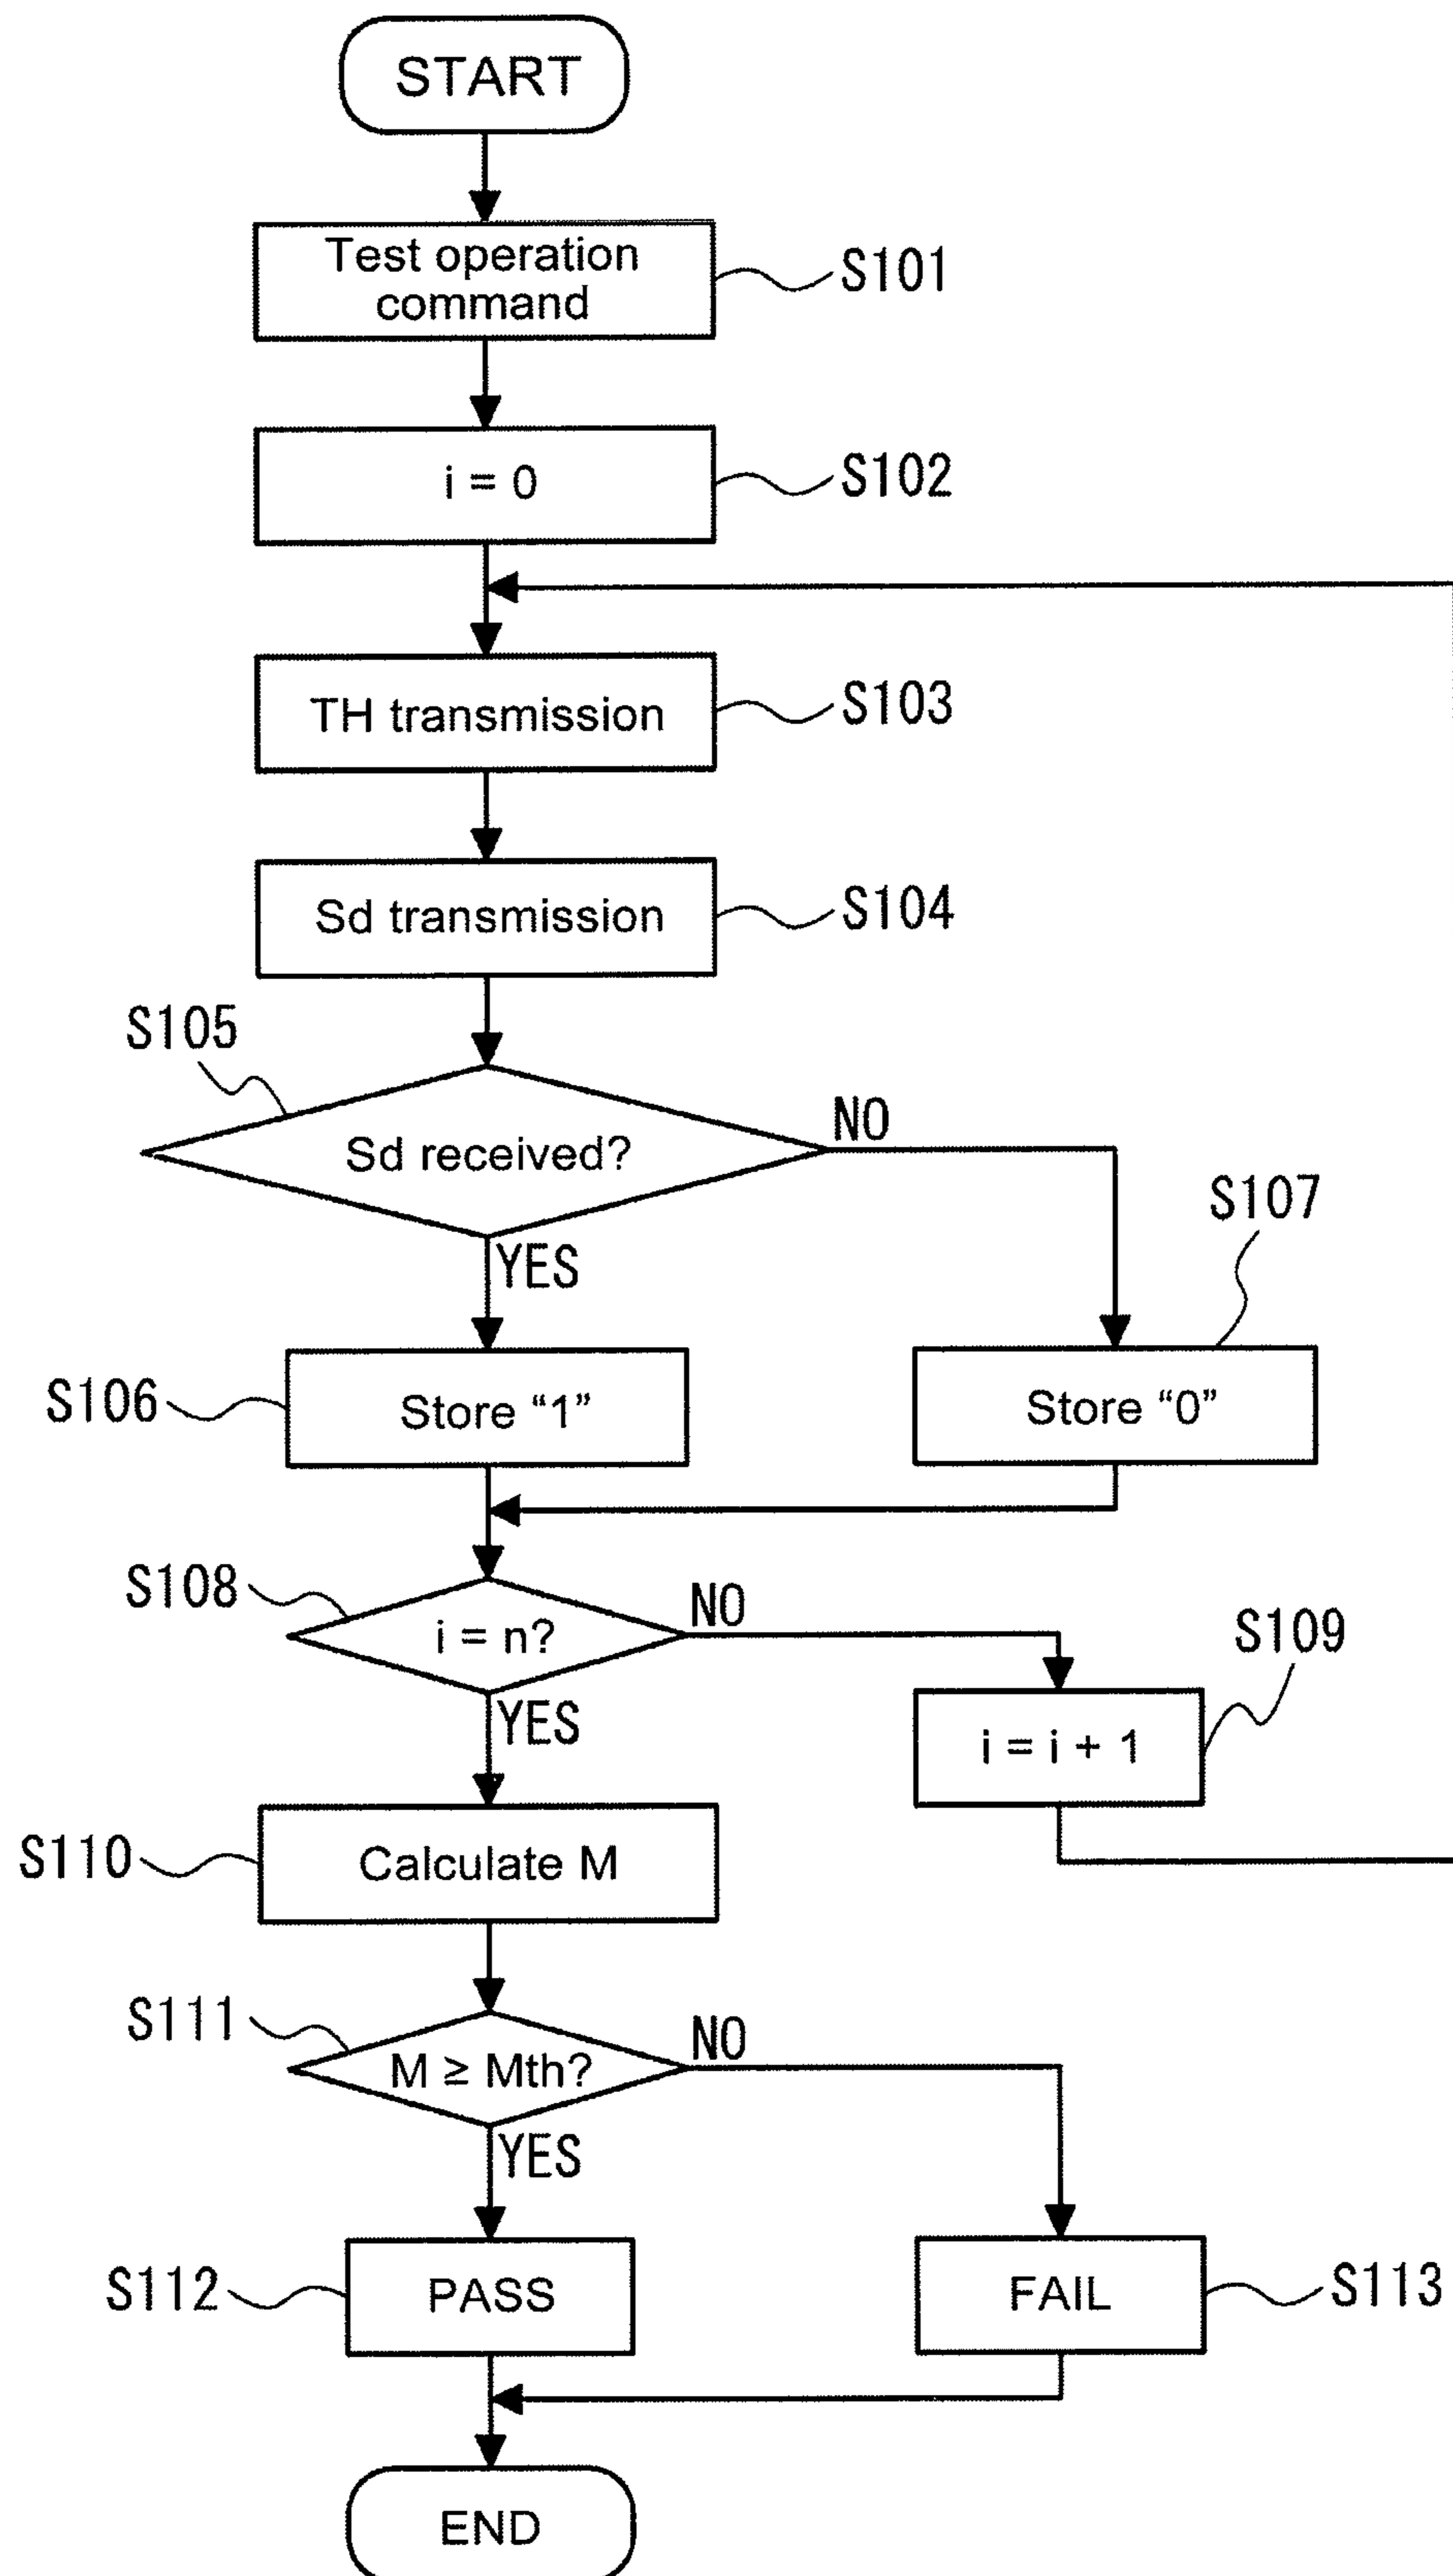 START
Test operation
command
S101
i = 0
S102
TH transmission
S103
Sd transmission
S104
S105
Sd received?
NO
YES
S107
S106
Store “1”
Store “0”
S108
i = n?
NO
YES
S109
i = i + 1
S110
Calculate M
S111
M ≥ Mth?
NO
YES
S112
PASS
FAIL
S113
END